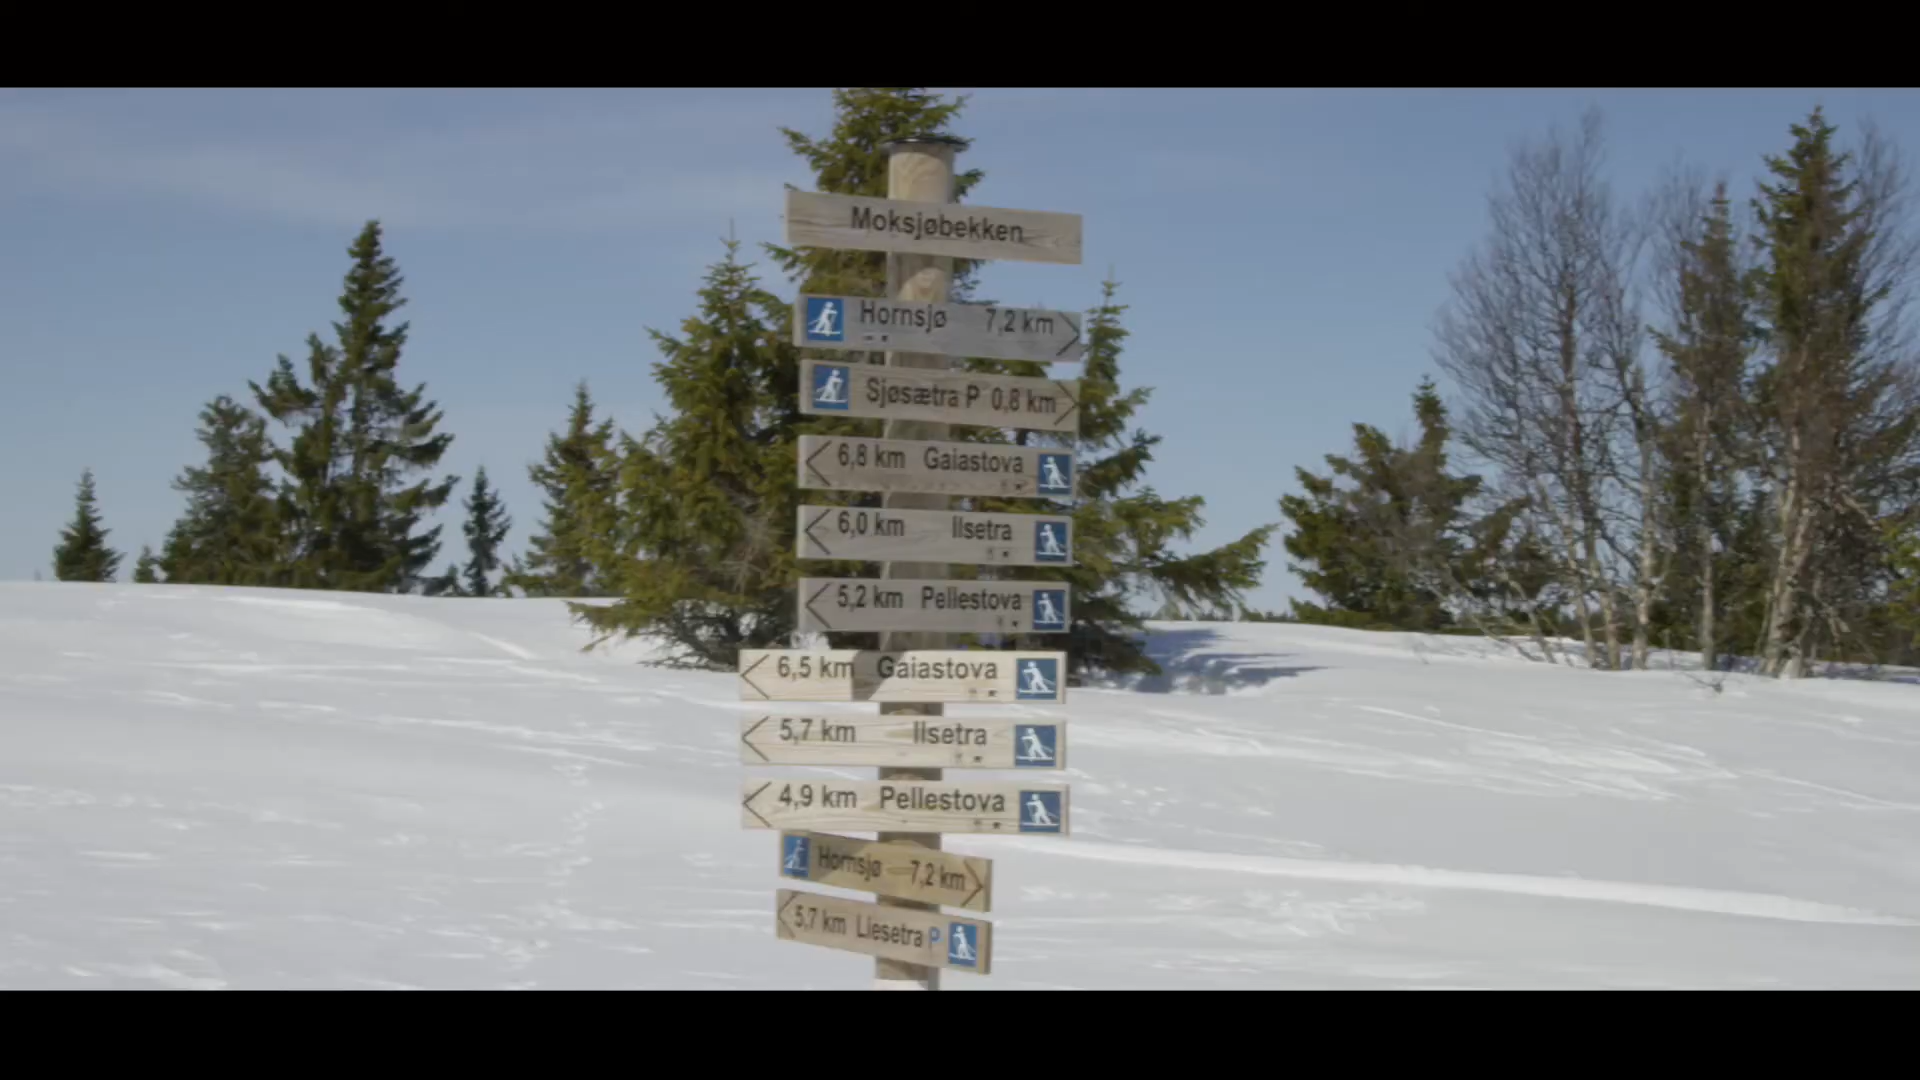 Moksjøbekken
Hornsjø 7,2 km
Sjøsætra P 0,8 km
6,8 km Gaiastova
6,0 km Ilsetra
5,2 km Pellestova
6,5 km Gaiastova
5,7 km Ilsetra
4,9 km Pellestova
Hornsjø 7,2 km
5,7 km Liesetra P